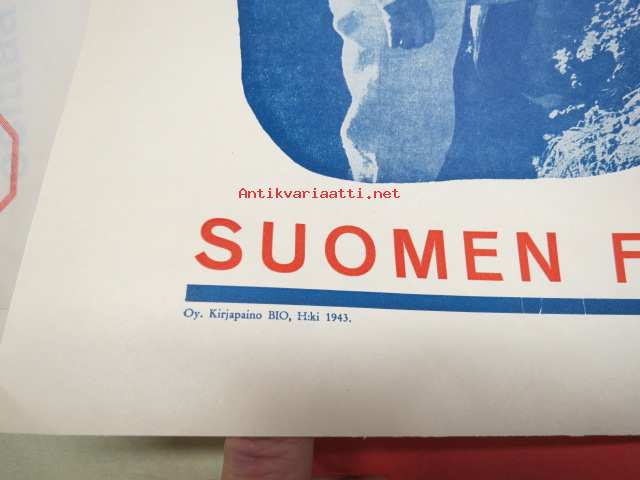 Antikvariaatti.net
SUOMEN F
Oy. Kirjapaino BIO, H:ki 1943.